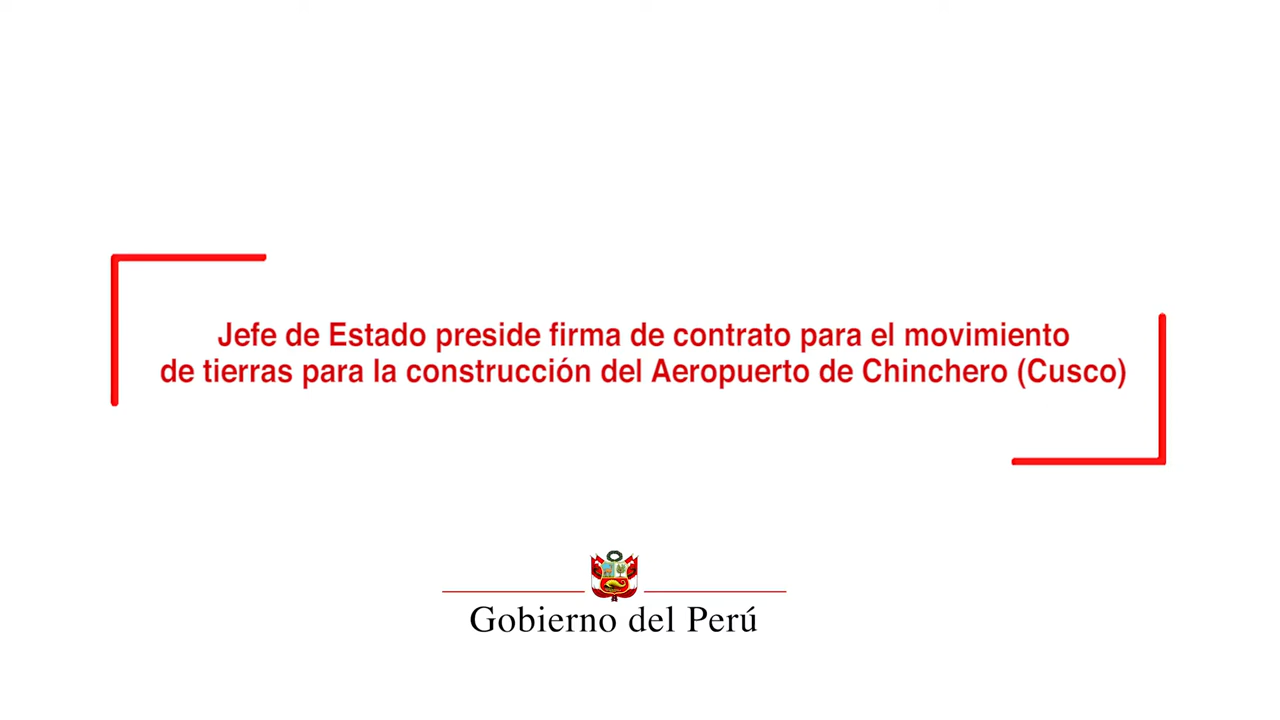 Jefe de Estado preside firma de contrato para el movimiento
de tierras para la construcción del Aeropuerto de Chinchero (Cusco)
Gobierno del Perú